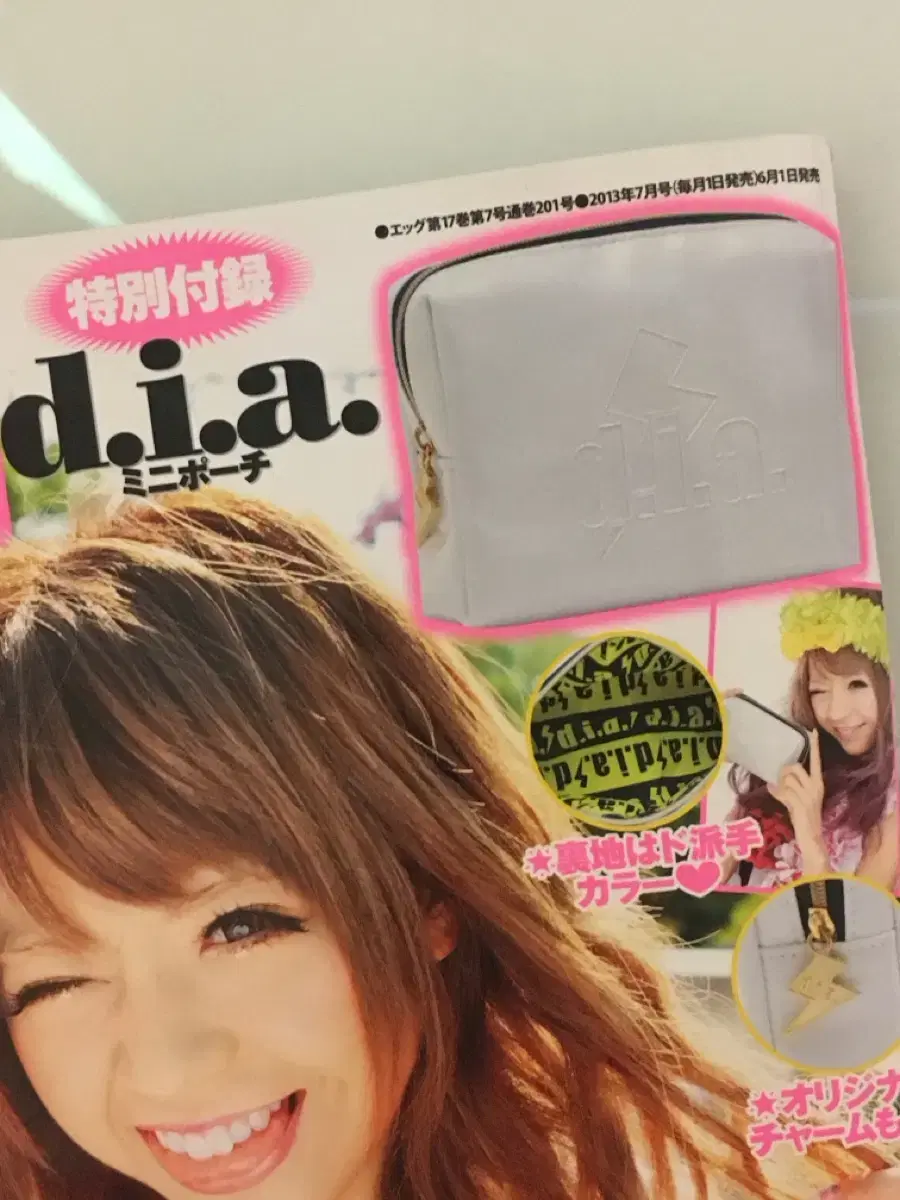 ●エッグ第17巻第7号通巻201号●2013年7月号(毎月1日発売)6月1日発売
特別付録
d.i.a.
ミニポーチ
d.i.a.
d.i.a. d.i.a.
★裏地はド派手
カラー♥
★オリジナ
チャームも